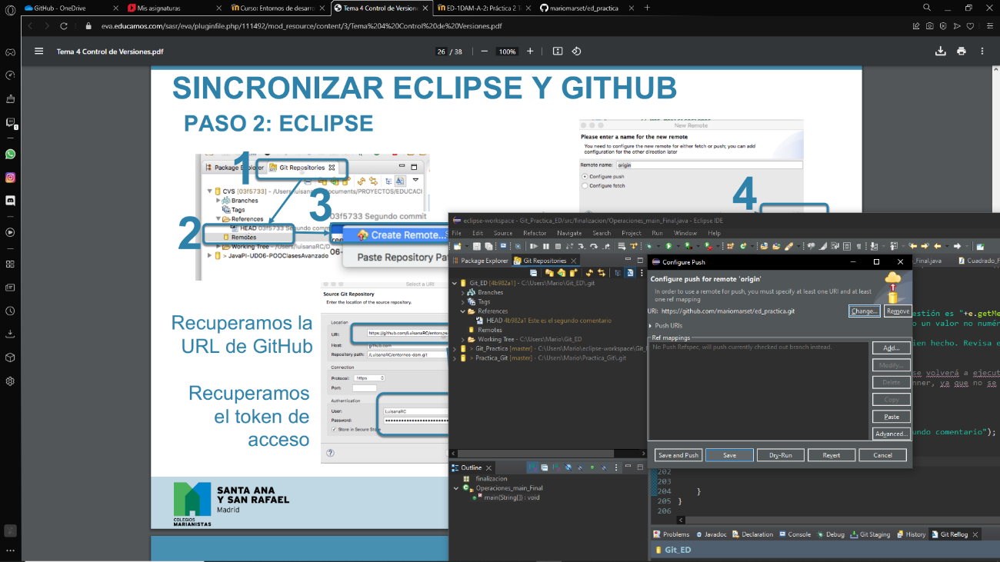 GitHub - OneDrive
Mis asignaturas
Curso: Entornos de desarro
Tema 4 Control de Versione
ED-1DAM-A-2: Práctica 2 T
mariomarset/ed_practica
eva.educamos.com/sasr/eva/pluginfile.php/111492/mod_resource/content/3/Tema%204%20Control%20de%20Versiones.pdf
Tema 4 Control de Versiones.pdf
26 / 38
100%
SINCRONIZAR ECLIPSE Y GITHUB
PASO 2: ECLIPSE
1
2
3
4
Package Explorer
Git Repositories
CVS [03f5733] - /Users/luisanaRC/Documents/PROYECTOS/EDUCACI
Branches
Tags
References
HEAD 03f5733 Segundo commit
Remotes
Working Tree - /Users/luisanaRC/D
> JavaPI-UD06-POOClasesAvanzado
03f5733 Segundo commit
Create Remote...
Paste Repository Pa
New Remote
Please enter a name for the new remote
You need to configure the new remote for either fetch or push; you can add
configuration for the other direction later
Remote name: origin
Configure push
Configure fetch
Select a URI
Source Git Repository
Enter the location of the source repository.
Location
URI: https://github.com/LuisanaRC/entornos-
Host: github.com
Repository path: /LuisanaRC/entornos-dam.git
Connection
Protocol: https
Port:
Authentication
User: LuisanaRC
Password:
Store in Secure Store
Recuperamos la
URL de GitHub
Recuperamos
el token de
acceso
SANTA ANA
Y SAN RAFAEL
Madrid
COLEGIOS
MARIANISTAS
eclipse-workspace - Git_Practica_ED/src/finalizacion/Operaciones_main_Final.java - Eclipse IDE
File Edit Source Refactor Navigate Search Project Run Window Help
Package Explorer
Git Repositories
Git_ED [4b982a1] - C:\Users\Mario\Git_ED\.git
Branches
Tags
References
HEAD 4b982a1 Este es el segundo comentario
Remotes
Working Tree - C:\Users\Mario\Git_ED
> Git_Practica [master] - C:\Users\Mario\eclipse-workspace\Git_
> Practica_Git [master] - C:\Users\Mario\Practica_Git\.git
Configure Push
Configure push for remote 'origin'
In order to use a remote for push, you must specify at least one URI and at least
one ref mapping
URI: https://github.com/mariomarset/ed_practica.git
Change...
Remove
Push URIs
Ref mappings
No Push Refspec, will push currently checked out branch instead.
Add...
Modify...
Delete
Copy
Paste
Advanced...
Save and Push
Save
Dry-Run
Revert
Cancel
_Final.java
Cuadrado_F
estión es "+e.getMe
o un valor no numér
ien hecho. Revisa e
se volverá a ejecut
nner, ya que no se
undo comentario");
202
203
204 }
205 }
206
Outline
finalizacion
Operaciones_main_Final
main(String[]) : void
Problems
Javadoc
Declaration
Console
Debug
Git Staging
History
Git Reflog
Git_ED